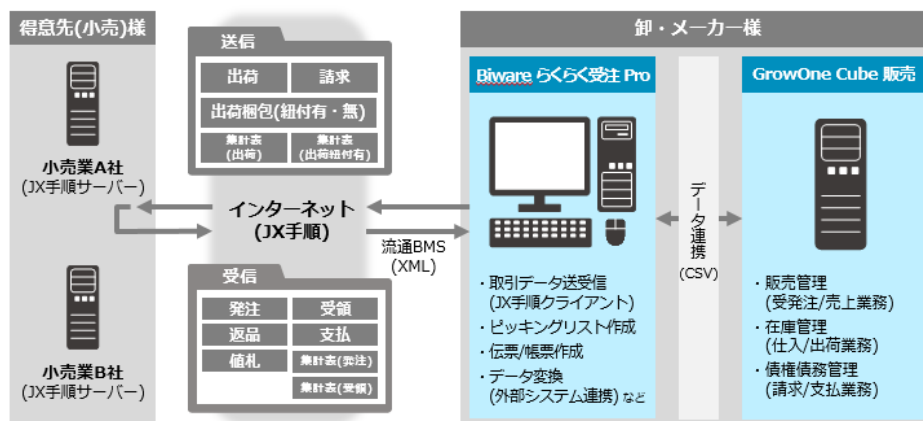 得意先(小売)様
小売業A社
(JX手順サーバー)
小売業B社
(JX手順サーバー)
送信
出荷
請求
出荷梱包(紐付有・無)
集計表
(出荷)
集計表
(出荷紐付有)
インターネット
(JX手順)
流通BMS
(XML)
受信
発注
受領
返品
支払
値札
集計表(発注)
集計表(受領)
卸・メーカー様
Biware らくらく受注 Pro
・取引データ送受信
(JX手順クライアント)
・ピッキングリスト作成
・伝票/帳票作成
・データ変換
(外部システム連携) など
データ連携
(CSV)
GrowOne Cube 販売
・販売管理
(受発注/売上業務)
・在庫管理
(仕入/出荷業務)
・債権債務管理
(請求/支払業務)